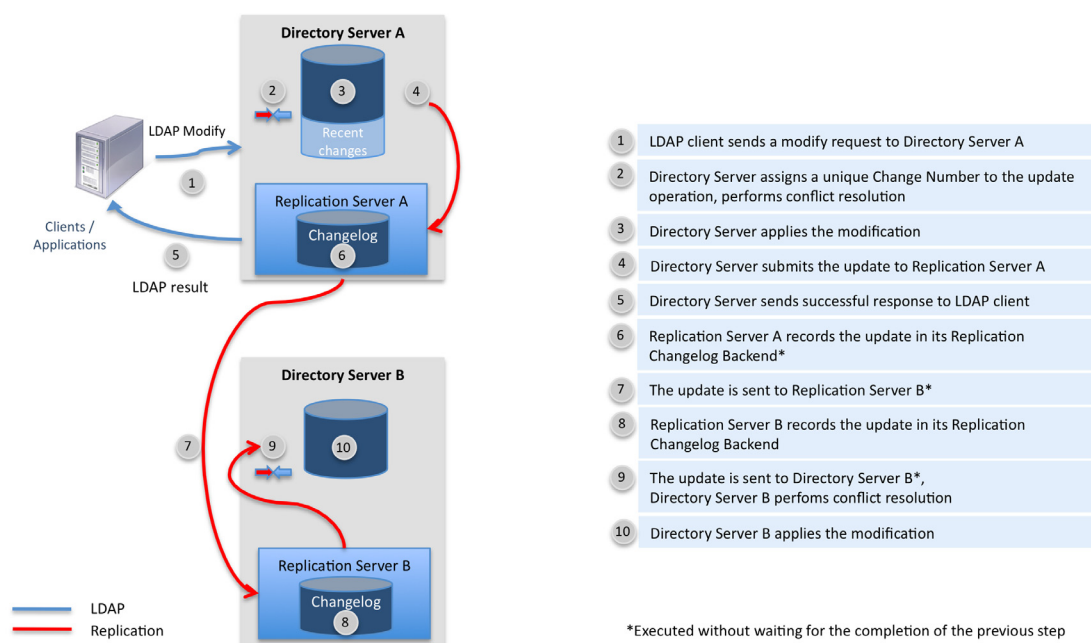 Directory Server A
2
3
4
Recent
changes
LDAP Modify
1
Clients /
Applications
5
LDAP result
Replication Server A
Changelog
6
Directory Server B
7
9
10
Replication Server B
Changelog
8
LDAP
Replication
1 LDAP client sends a modify request to Directory Server A
2 Directory Server assigns a unique Change Number to the update
operation, performs conflict resolution
3 Directory Server applies the modification
4 Directory Server submits the update to Replication Server A
5 Directory Server sends successful response to LDAP client
6 Replication Server A records the update in its Replication
Changelog Backend*
7 The update is sent to Replication Server B*
8 Replication Server B records the update in its Replication
Changelog Backend
9 The update is sent to Directory Server B*,
Directory Server B perfoms conflict resolution
10 Directory Server B applies the modification
*Executed without waiting for the completion of the previous step